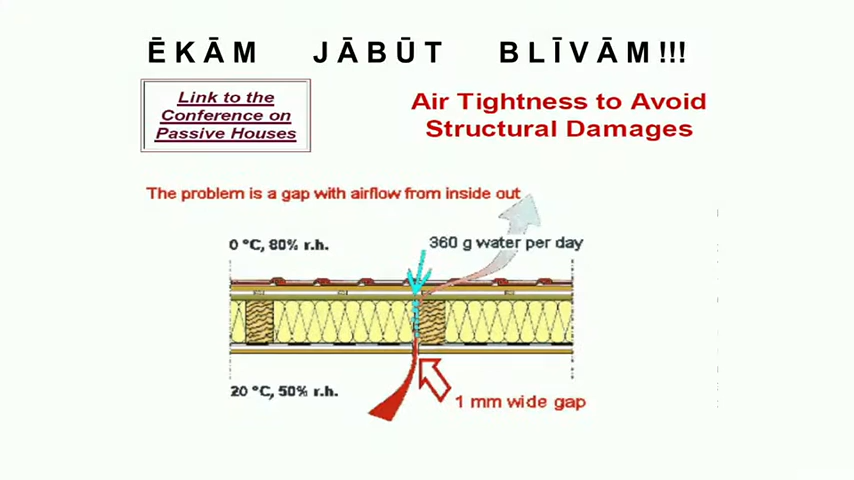 ĒKĀM JĀBŪT BLĪVĀM!!!
Link to the
Conference on
Passive Houses
Air Tightness to Avoid
Structural Damages
The problem is a gap with airflow from inside out
0 °C, 80% r.h.
360 g water per day
20 °C, 50% r.h.
1 mm wide gap